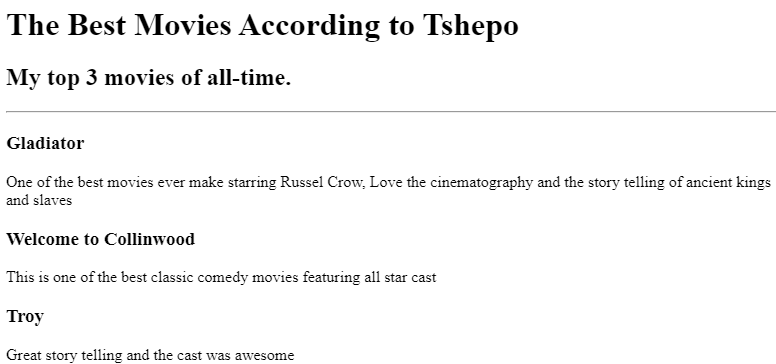 The Best Movies According to Tshepo
My top 3 movies of all-time.
Gladiator
One of the best movies ever make starring Russel Crow, Love the cinematography and the story telling of ancient kings
and slaves
Welcome to Collinwood
This is one of the best classic comedy movies featuring all star cast
Troy
Great story telling and the cast was awesome